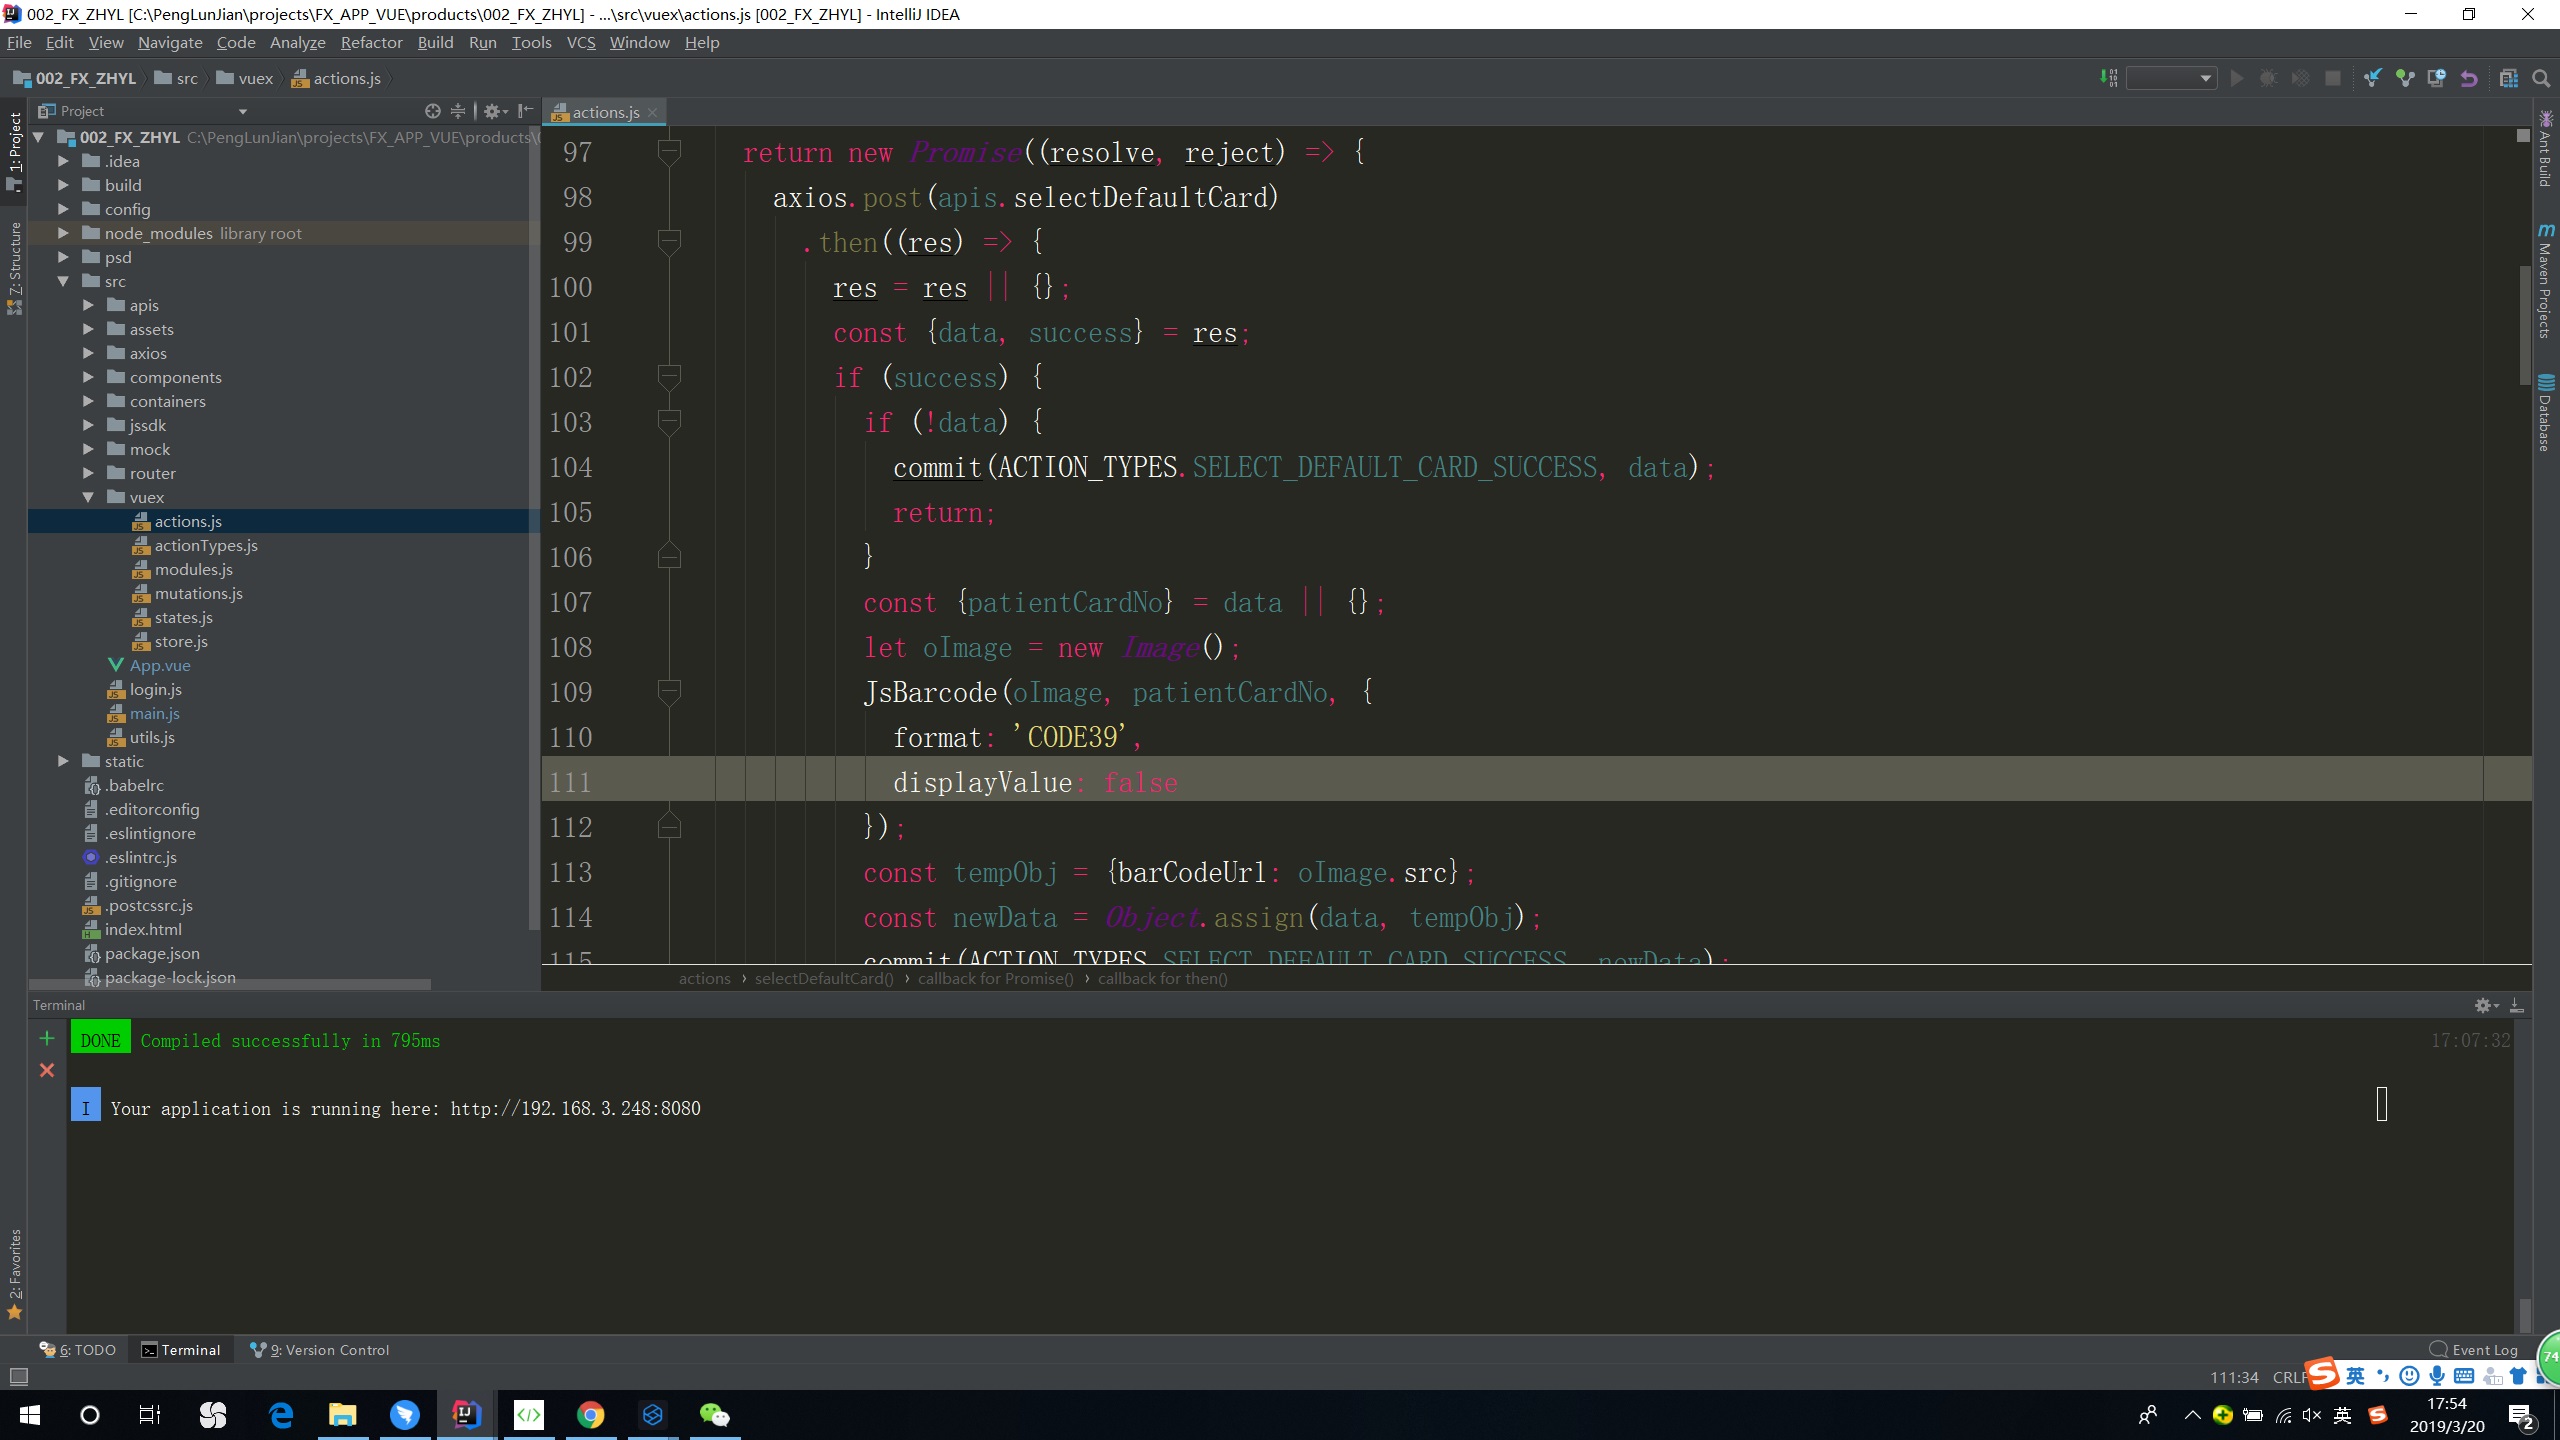 002_FX_ZHYL [C:\PengLunJian\projects\FX_APP_VUE\products\002_FX_ZHYL] - ...\src\vuex\actions.js [002_FX_ZHYL] - IntelliJ IDEA
File Edit View Navigate Code Analyze Refactor Build Run Tools VCS Window Help
002_FX_ZHYL src vuex actions.js
Project
actions.js
1: Project
Z: Structure
2: Favorites
002_FX_ZHYL C:\PengLunJian\projects\FX_APP_VUE\products\
.idea
build
config
node_modules library root
psd
src
apis
assets
axios
components
containers
jssdk
mock
router
vuex
actions.js
actionTypes.js
modules.js
mutations.js
states.js
store.js
App.vue
login.js
main.js
utils.js
static
.babelrc
.editorconfig
.eslintignore
.eslintrc.js
.gitignore
.postcssrc.js
index.html
package.json
package-lock.json
97 return new Promise((resolve, reject) => {
98 axios.post(apis.selectDefaultCard)
99 .then((res) => {
100 res = res || {};
101 const {data, success} = res;
102 if (success) {
103 if (!data) {
104 commit(ACTION_TYPES.SELECT_DEFAULT_CARD_SUCCESS, data);
105 return;
106 }
107 const {patientCardNo} = data || {};
108 let oImage = new Image();
109 JsBarcode(oImage, patientCardNo, {
110 format: 'CODE39',
111 displayValue: false
112 });
113 const tempObj = {barCodeUrl: oImage.src};
114 const newData = Object.assign(data, tempObj);
115 commit(ACTION_TYPES.SELECT_DEFAULT_CARD_SUCCESS, newData);
actions › selectDefaultCard() › callback for Promise() › callback for then()
Ant Build
Maven Projects
Database
Terminal
DONE Compiled successfully in 795ms 17:07:32
I Your application is running here: http://192.168.3.248:8080
6: TODO Terminal 9: Version Control Event Log
74
111:34 CRLF 英
英 17:54
2019/3/20
2